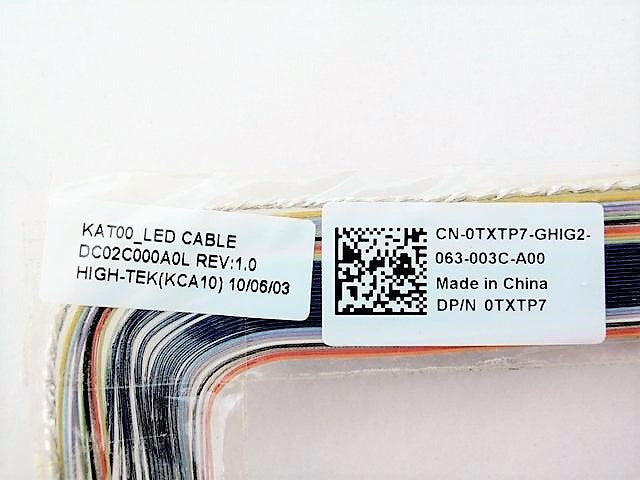 KAT00_LED CABLE
DC02C000A0L REV:1.0
HIGH-TEK(KCA10) 10/06/03
CN-0TXTP7-GHIG2-
063-003C-A00
Made in China
DP/N 0TXTP7